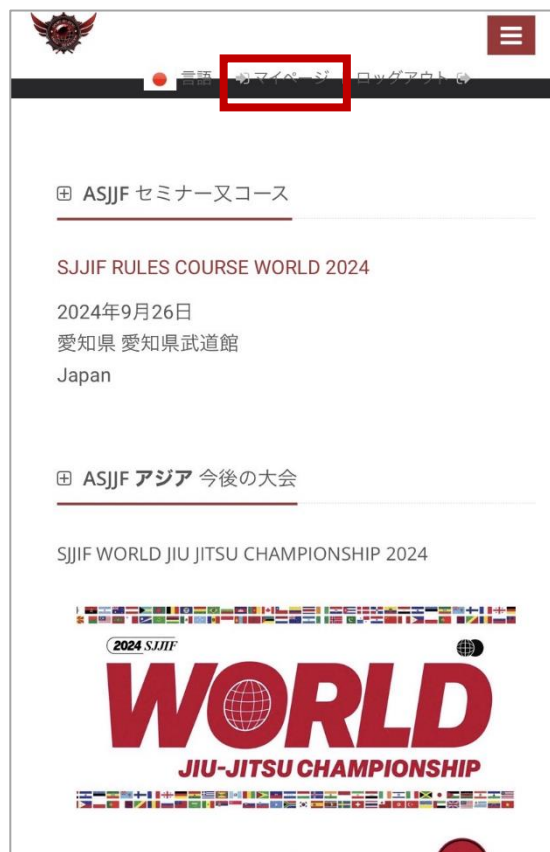 言語 マイページ ロッグアウト
ASJJF セミナー又コース
SJJIF RULES COURSE WORLD 2024
2024年9月26日
愛知県 愛知県武道館
Japan
ASJJF アジア 今後の大会
SJJIF WORLD JIU JITSU CHAMPIONSHIP 2024
2024 SJJIF
WORLD
JIU-JITSU CHAMPIONSHIP